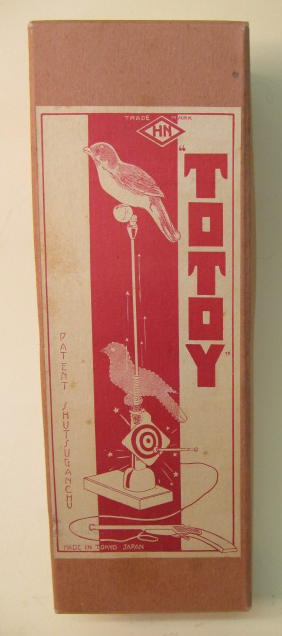 TRADE MARK
HN
"TOTOY"
PATENT SHUTSUGANCHU
MADE IN TOKYO JAPAN